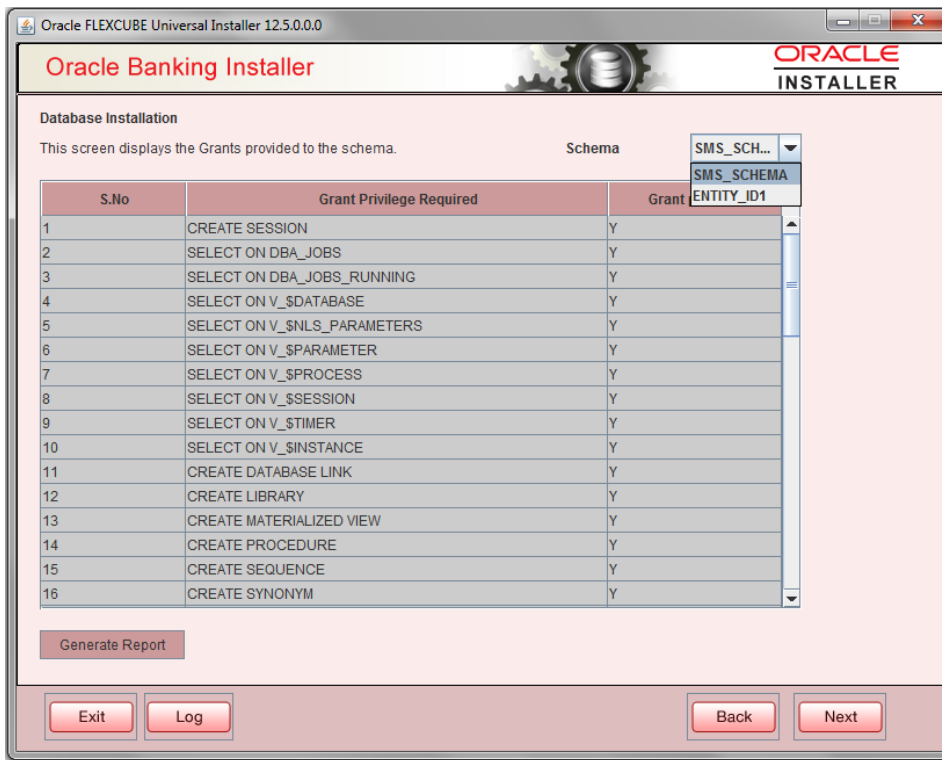 Oracle FLEXCUBE Universal Installer 12.5.0.0.0
Oracle Banking Installer
ORACLE
INSTALLER
Database Installation
This screen displays the Grants provided to the schema. Schema SMS_SCH...
SMS_SCHEMA
ENTITY_ID1
S.No Grant Privilege Required Grant
1 CREATE SESSION Y
2 SELECT ON DBA_JOBS Y
3 SELECT ON DBA_JOBS_RUNNING Y
4 SELECT ON V_$DATABASE Y
5 SELECT ON V_$NLS_PARAMETERS Y
6 SELECT ON V_$PARAMETER Y
7 SELECT ON V_$PROCESS Y
8 SELECT ON V_$SESSION Y
9 SELECT ON V_$TIMER Y
10 SELECT ON V_$INSTANCE Y
11 CREATE DATABASE LINK Y
12 CREATE LIBRARY Y
13 CREATE MATERIALIZED VIEW Y
14 CREATE PROCEDURE Y
15 CREATE SEQUENCE Y
16 CREATE SYNONYM Y
Generate Report
Exit Log Back Next